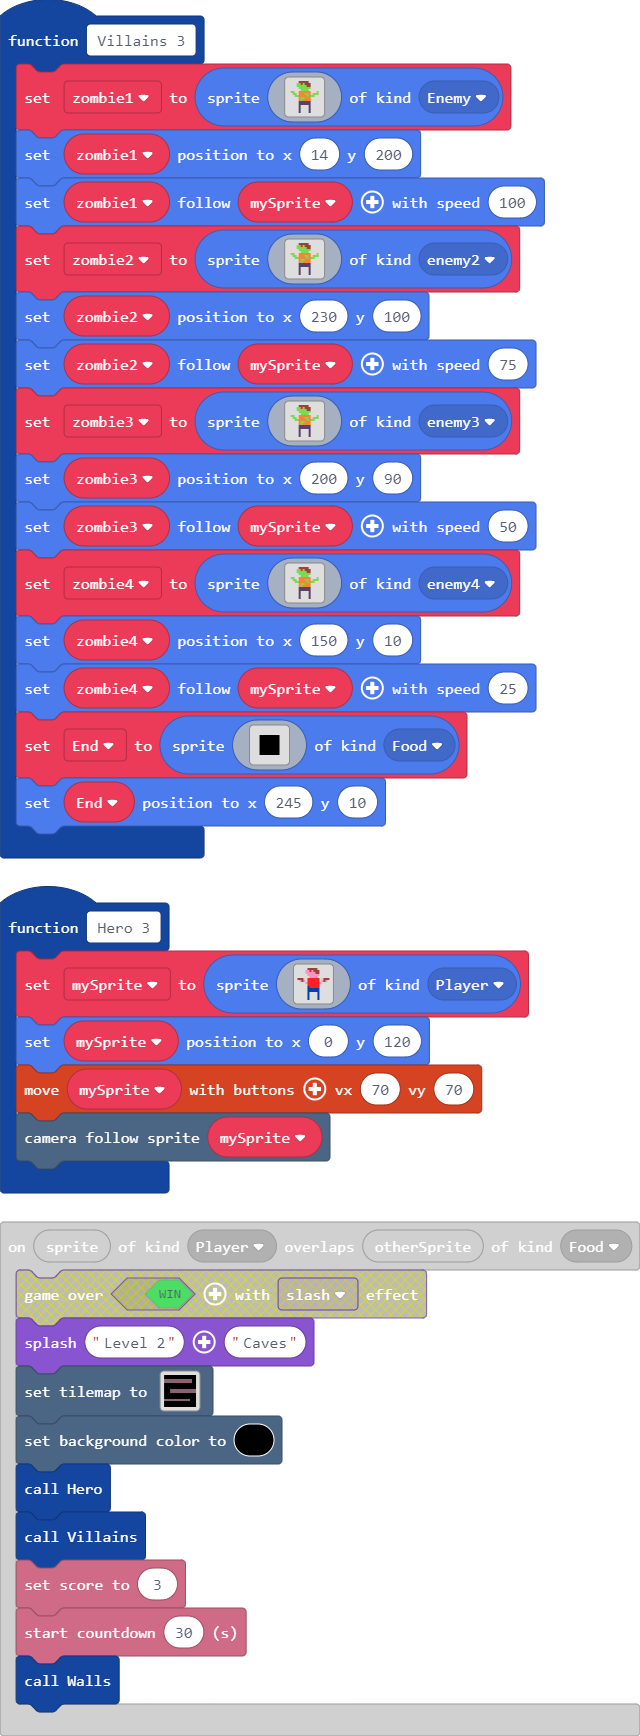 function Villains 3
set zombie1 to sprite of kind Enemy
set zombie1 position to x 14 y 200
set zombie1 follow mySprite with speed 100
set zombie2 to sprite of kind enemy2
set zombie2 position to x 230 y 100
set zombie2 follow mySprite with speed 75
set zombie3 to sprite of kind enemy3
set zombie3 position to x 200 y 90
set zombie3 follow mySprite with speed 50
set zombie4 to sprite of kind enemy4
set zombie4 position to x 150 y 10
set zombie4 follow mySprite with speed 25
set End to sprite of kind Food
set End position to x 245 y 10
function Hero 3
set mySprite to sprite of kind Player
set mySprite position to x 0 y 120
move mySprite with buttons vx 70 vy 70
camera follow sprite mySprite
on sprite of kind Player overlaps otherSprite of kind Food
game over WIN with slash effect
splash "Level 2" "Caves"
set tilemap to
set background color to
call Hero
call Villains
set score to 3
start countdown 30 (s)
call Walls